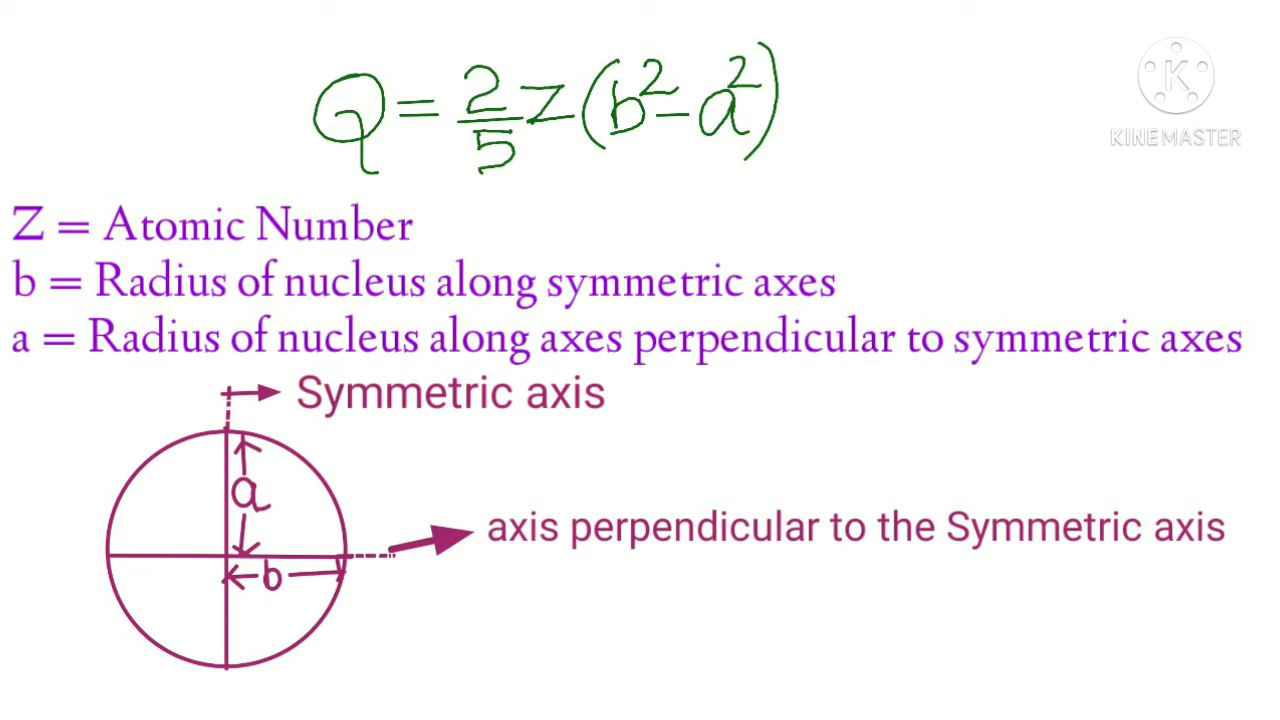 Q = 2/5 Z (b² - a²)
K
KINEMASTER
Z = Atomic Number
b = Radius of nucleus along symmetric axes
a = Radius of nucleus along axes perpendicular to symmetric axes
Symmetric axis
a
axis perpendicular to the Symmetric axis
b